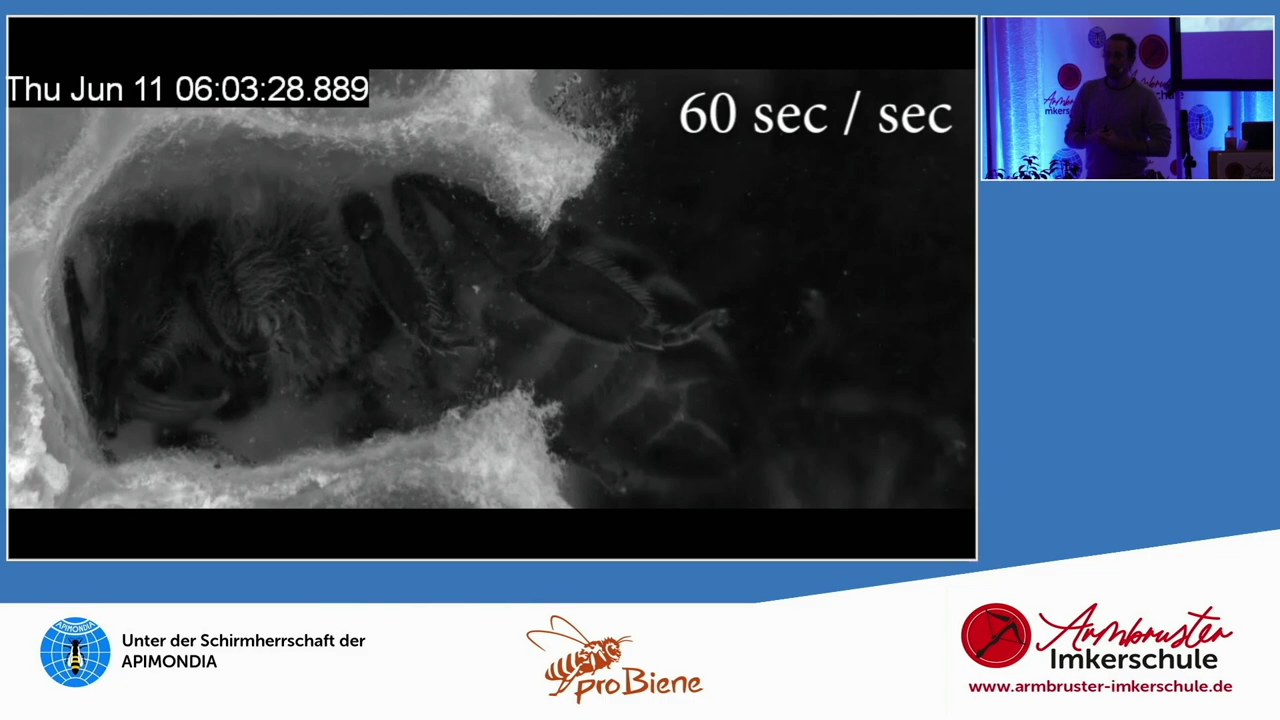 Thu Jun 11 06:03:28.889
60 sec / sec
Unter der Schirmherrschaft der
APIMONDIA
APIMONDIA
proBiene
Armbruster
Imkerschule
www.armbruster-imkerschule.de